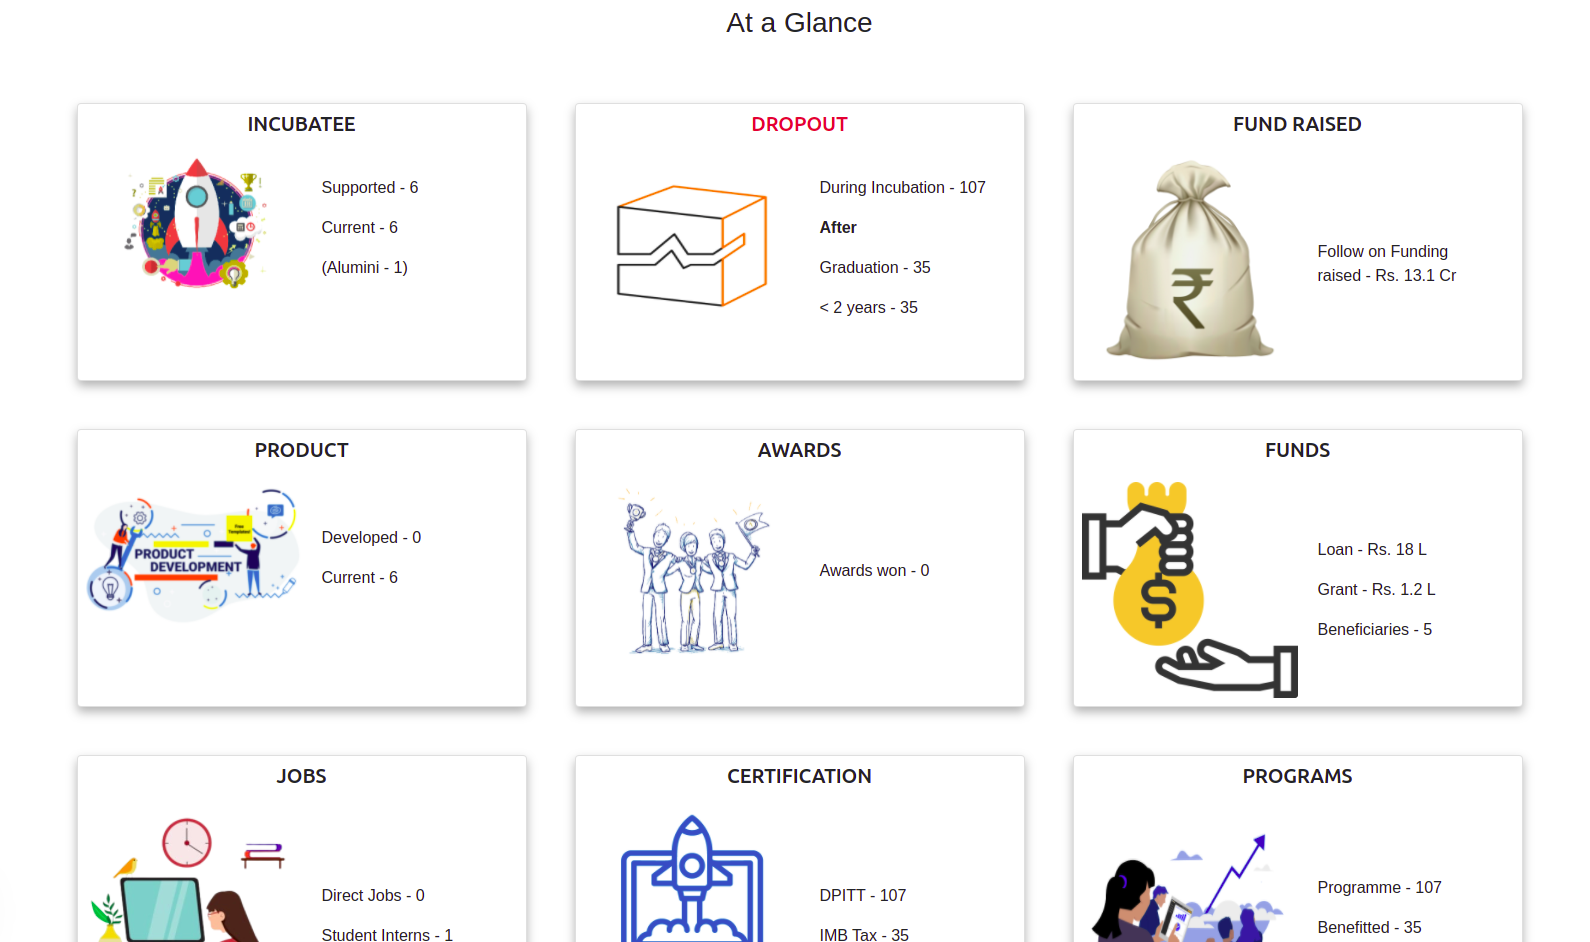 At a Glance
INCUBATEE
Supported - 6
Current - 6
(Alumini - 1)
DROPOUT
During Incubation - 107
After
Graduation - 35
< 2 years - 35
FUND RAISED
₹
Follow on Funding
raised - Rs. 13.1 Cr
PRODUCT
Free
Templates!
PRODUCT
DEVELOPMENT
Developed - 0
Current - 6
AWARDS
Awards won - 0
FUNDS
$
Loan - Rs. 18 L
Grant - Rs. 1.2 L
Beneficiaries - 5
JOBS
Direct Jobs - 0
Student Interns - 1
CERTIFICATION
DPITT - 107
IMB Tax - 35
PROGRAMS
Programme - 107
Benefitted - 35